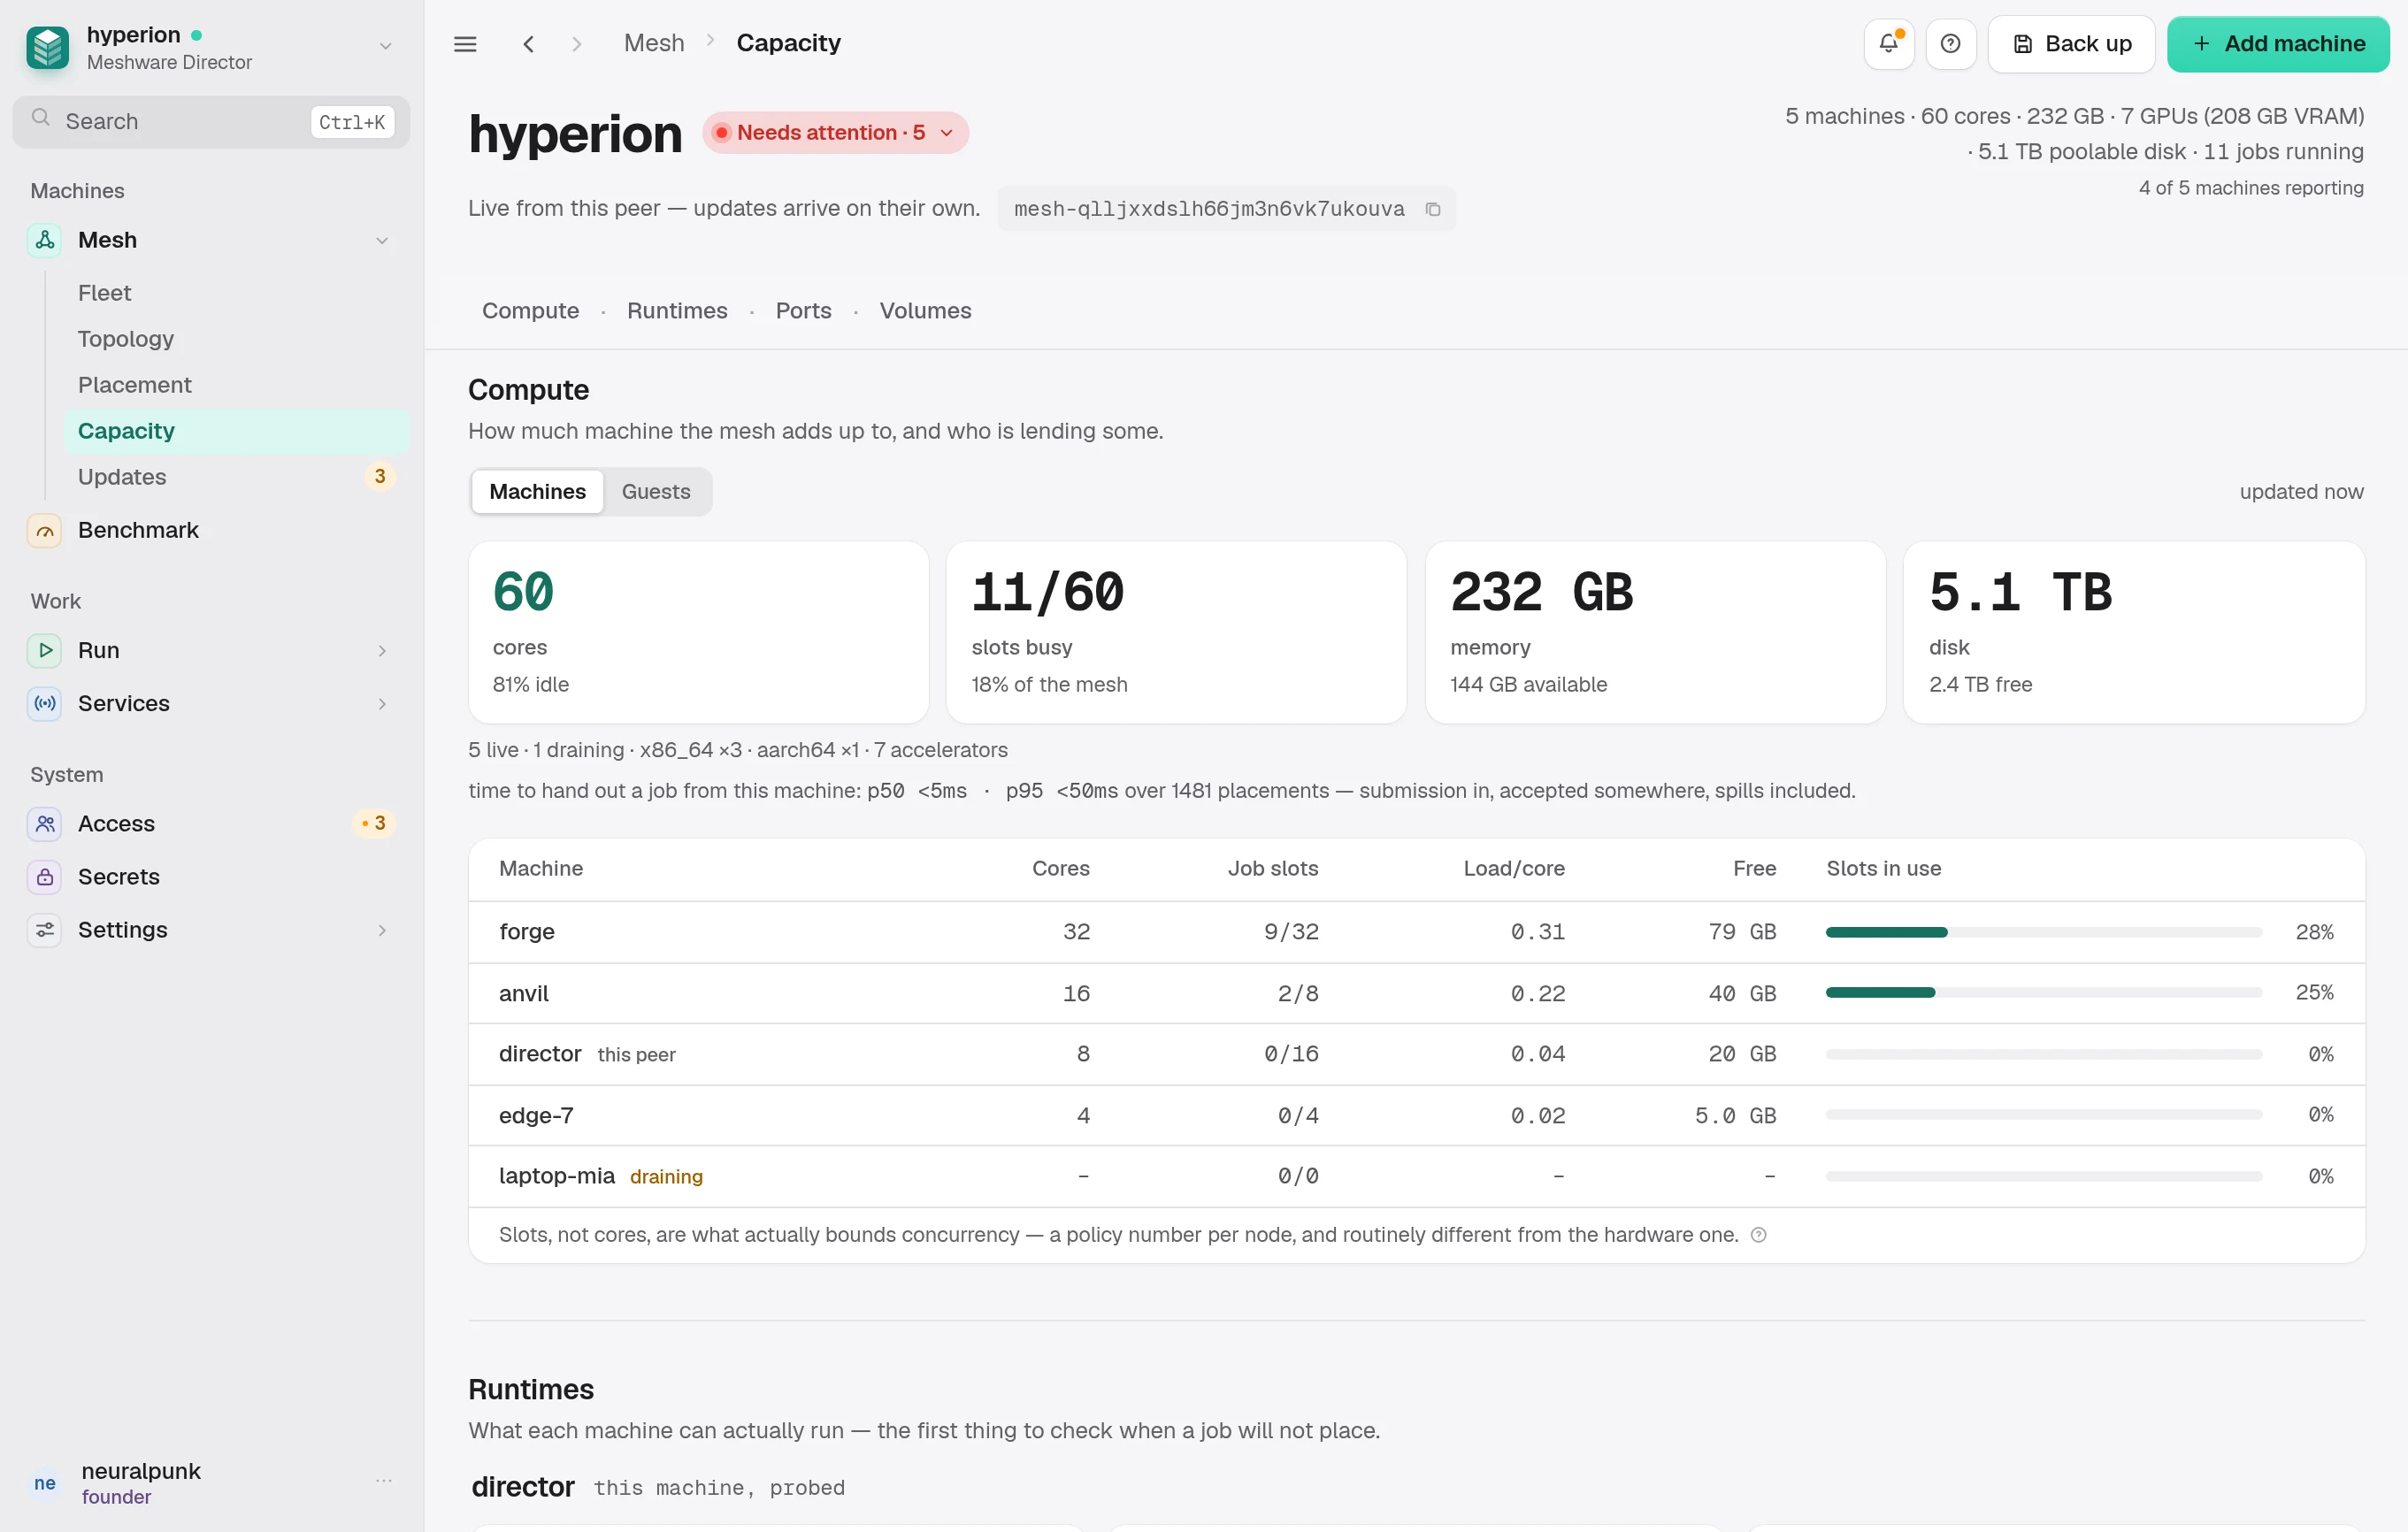 hyperion
Meshware Director
Search Ctrl+K
Machines
Mesh
Fleet
Topology
Placement
Capacity
Updates 3
Benchmark
Work
Run
Services
System
Access • 3
Secrets
Settings
ne
neuralpunk
founder
Mesh > Capacity
Back up
+ Add machine
hyperion
Needs attention · 5
Live from this peer — updates arrive on their own.
mesh-qlljxxdslh66jm3n6vk7ukouva
5 machines · 60 cores · 232 GB · 7 GPUs (208 GB VRAM)
· 5.1 TB poolable disk · 11 jobs running
4 of 5 machines reporting
Compute · Runtimes · Ports · Volumes
Compute
How much machine the mesh adds up to, and who is lending some.
Machines Guests
updated now
60
cores
81% idle
11/60
slots busy
18% of the mesh
232 GB
memory
144 GB available
5.1 TB
disk
2.4 TB free
5 live · 1 draining · x86_64 ×3 · aarch64 ×1 · 7 accelerators
time to hand out a job from this machine: p50 <5ms · p95 <50ms over 1481 placements — submission in, accepted somewhere, spills included.
Machine Cores Job slots Load/core Free Slots in use
forge 32 9/32 0.31 79 GB 28%
anvil 16 2/8 0.22 40 GB 25%
director this peer 8 0/16 0.04 20 GB 0%
edge-7 4 0/4 0.02 5.0 GB 0%
laptop-mia draining – 0/0 – – 0%
Slots, not cores, are what actually bounds concurrency — a policy number per node, and routinely different from the hardware one.
Runtimes
What each machine can actually run — the first thing to check when a job will not place.
director this machine, probed